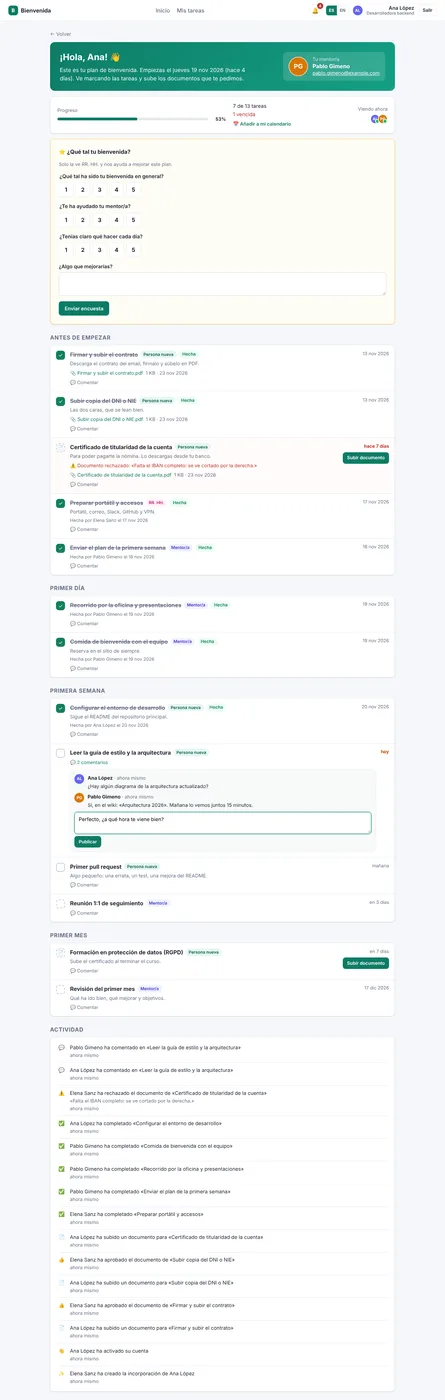 B Bienvenida
Inicio Mis tareas
ES EN
AL
Ana López
Desarrolladora backend
Salir
← Volver
¡Hola, Ana! 👋
Este es tu plan de bienvenida. Empiezas el jueves 19 nov 2026 (hace 4
días). Ve marcando las tareas y sube los documentos que te pedimos.
PG
Tu mentor/a
Pablo Gimeno
pablo.gimeno@example.com
Progreso
53%
7 de 13 tareas
1 vencida
📅 Añadir a mi calendario
Viendo ahora
⭐ ¿Qué tal tu bienvenida?
Solo la ve RR. HH. y nos ayuda a mejorar este plan.
¿Qué tal ha sido tu bienvenida en general?
1 2 3 4 5
¿Te ha ayudado tu mentor/a?
1 2 3 4 5
¿Tenías claro qué hacer cada día?
1 2 3 4 5
¿Algo que mejorarías?
Enviar encuesta
ANTES DE EMPEZAR
Firmar y subir el contrato Persona nueva Hecha
13 nov 2026
Descarga el contrato del email, fírmalo y súbelo en PDF.
📎 Firmar y subir el contrato.pdf 1 KB · 23 nov 2026
💬 Comentar
Subir copia del DNI o NIE Persona nueva Hecha
13 nov 2026
Las dos caras, que se lean bien.
📎 Subir copia del DNI o NIE.pdf 1 KB · 23 nov 2026
💬 Comentar
Certificado de titularidad de la cuenta Persona nueva
hace 7 días
Para poder pagarte la nómina. Lo descargas desde tu banco.
Subir documento
⚠️ Documento rechazado: «Falta el IBAN completo: se ve cortado por la derecha.»
📎 Certificado de titularidad de la cuenta.pdf 1 KB · 23 nov 2026
💬 Comentar
Preparar portátil y accesos RR. HH. Hecha
17 nov 2026
Portátil, correo, Slack, GitHub y VPN.
Hecha por Elena Sanz el 17 nov 2026
💬 Comentar
Enviar el plan de la primera semana Mentor/a Hecha
18 nov 2026
Hecha por Pablo Gimeno el 18 nov 2026
💬 Comentar
PRIMER DÍA
Recorrido por la oficina y presentaciones Mentor/a Hecha
19 nov 2026
Hecha por Pablo Gimeno el 19 nov 2026
💬 Comentar
Comida de bienvenida con el equipo Mentor/a Hecha
19 nov 2026
Reserva en el sitio de siempre.
Hecha por Pablo Gimeno el 19 nov 2026
💬 Comentar
PRIMERA SEMANA
Configurar el entorno de desarrollo Persona nueva Hecha
20 nov 2026
Sigue el README del repositorio principal.
Hecha por Ana López el 20 nov 2026
💬 Comentar
Leer la guía de estilo y la arquitectura Persona nueva
hoy
💬 2 comentarios
AL Ana López · ahora mismo
¿Hay algún diagrama de la arquitectura actualizado?
PG Pablo Gimeno · ahora mismo
Sí, en la wiki: «Arquitectura 2026». Mañana lo vemos juntos 15 minutos.
Perfecto, ¿a qué hora te viene bien?
Publicar
Primer pull request Persona nueva
mañana
Algo pequeño: una errata, un test, una mejora del README.
💬 Comentar
Reunión 1:1 de seguimiento Mentor/a
en 3 días
💬 Comentar
PRIMER MES
Formación en protección de datos (RGPD) Persona nueva
en 7 días
Sube el certificado al terminar el curso.
Subir documento
💬 Comentar
Revisión del primer mes Mentor/a
17 dic 2026
Qué ha ido bien, qué mejorar y objetivos.
💬 Comentar
ACTIVIDAD
💬 Pablo Gimeno ha comentado en «Leer la guía de estilo y la arquitectura»
ahora mismo
💬 Ana López ha comentado en «Leer la guía de estilo y la arquitectura»
ahora mismo
⚠️ Elena Sanz ha rechazado el documento de «Certificado de titularidad de la cuenta»
«Falta el IBAN completo: se ve cortado por la derecha.»
ahora mismo
✅ Ana López ha completado «Configurar el entorno de desarrollo»
ahora mismo
✅ Pablo Gimeno ha completado «Comida de bienvenida con el equipo»
ahora mismo
✅ Pablo Gimeno ha completado «Recorrido por la oficina y presentaciones»
ahora mismo
✅ Pablo Gimeno ha completado «Enviar el plan de la primera semana»
ahora mismo
✅ Elena Sanz ha completado «Preparar portátil y accesos»
ahora mismo
📄 Ana López ha subido un documento para «Certificado de titularidad de la cuenta»
ahora mismo
👍 Elena Sanz ha aprobado el documento de «Subir copia del DNI o NIE»
ahora mismo
📄 Ana López ha subido un documento para «Subir copia del DNI o NIE»
ahora mismo
👍 Elena Sanz ha aprobado el documento de «Firmar y subir el contrato»
ahora mismo
📄 Ana López ha subido un documento para «Firmar y subir el contrato»
ahora mismo
👋 Ana López ha activado su cuenta
ahora mismo
✨ Elena Sanz ha creado la incorporación de Ana López
ahora mismo